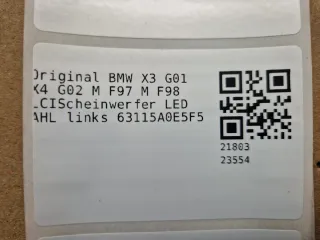 Original BMW X3 G01
X4 G02 M F97 M F98
LCIScheinwerfer LED
AHL links 63115A0E5F5
21803
23554